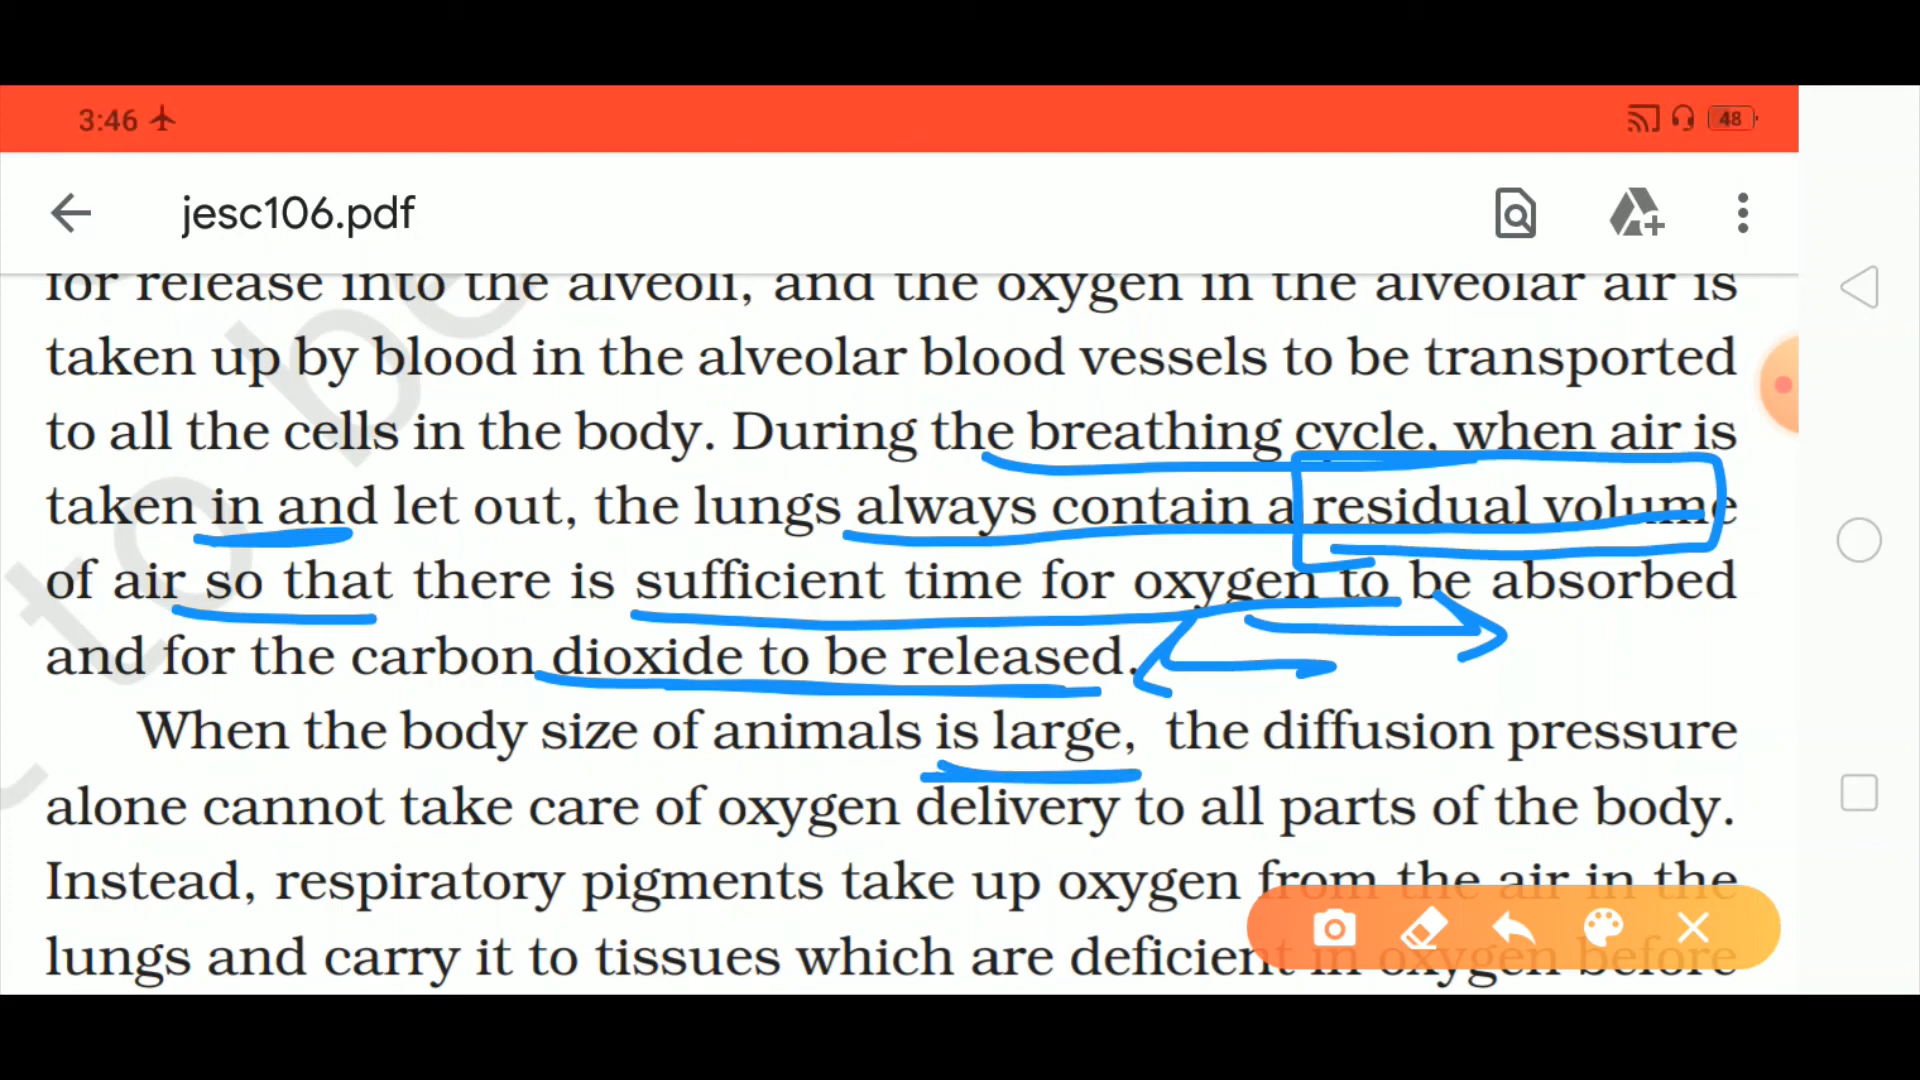 3:46
48
jesc106.pdf
for release into the alveoli, and the oxygen in the alveolar air is
taken up by blood in the alveolar blood vessels to be transported
to all the cells in the body. During the breathing cycle, when air is
taken in and let out, the lungs always contain a residual volume
of air so that there is sufficient time for oxygen to be absorbed
and for the carbon dioxide to be released.
When the body size of animals is large, the diffusion pressure
alone cannot take care of oxygen delivery to all parts of the body.
Instead, respiratory pigments take up oxygen from the air in the
lungs and carry it to tissues which are deficient in oxygen before
to be